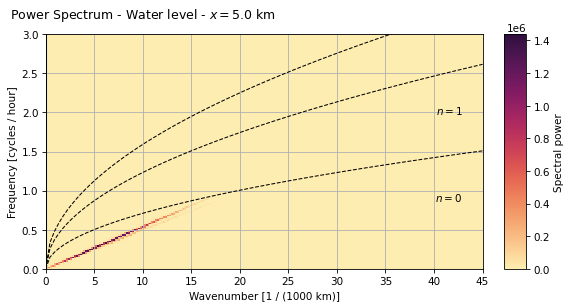 Power Spectrum - Water level - x = 5.0 km
1e6
3.0
2.5
2.0
1.5
1.0
0.5
0.0
Frequency [cycles / hour]
n = 1
n = 0
0 5 10 15 20 25 30 35 40 45
Wavenumber [1 / (1000 km)]
1.4
1.2
1.0
0.8
0.6
0.4
0.2
0.0
Spectral power